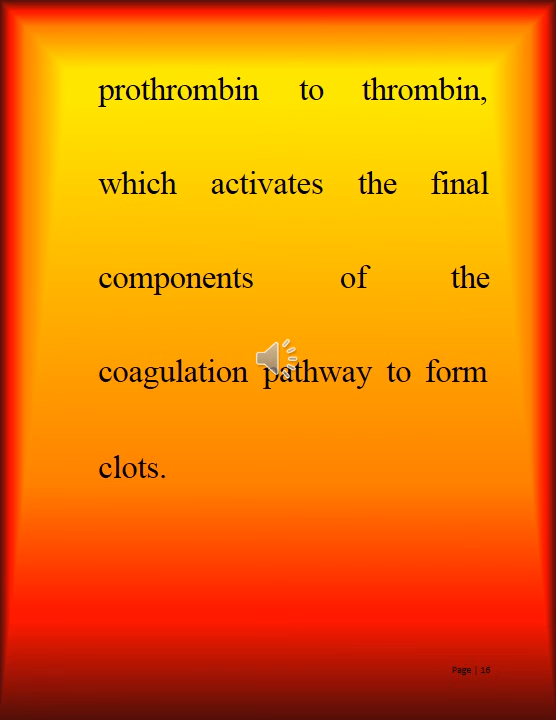 prothrombin to thrombin,
which activates the final
components of the
coagulation pathway to form
clots.
Page | 16